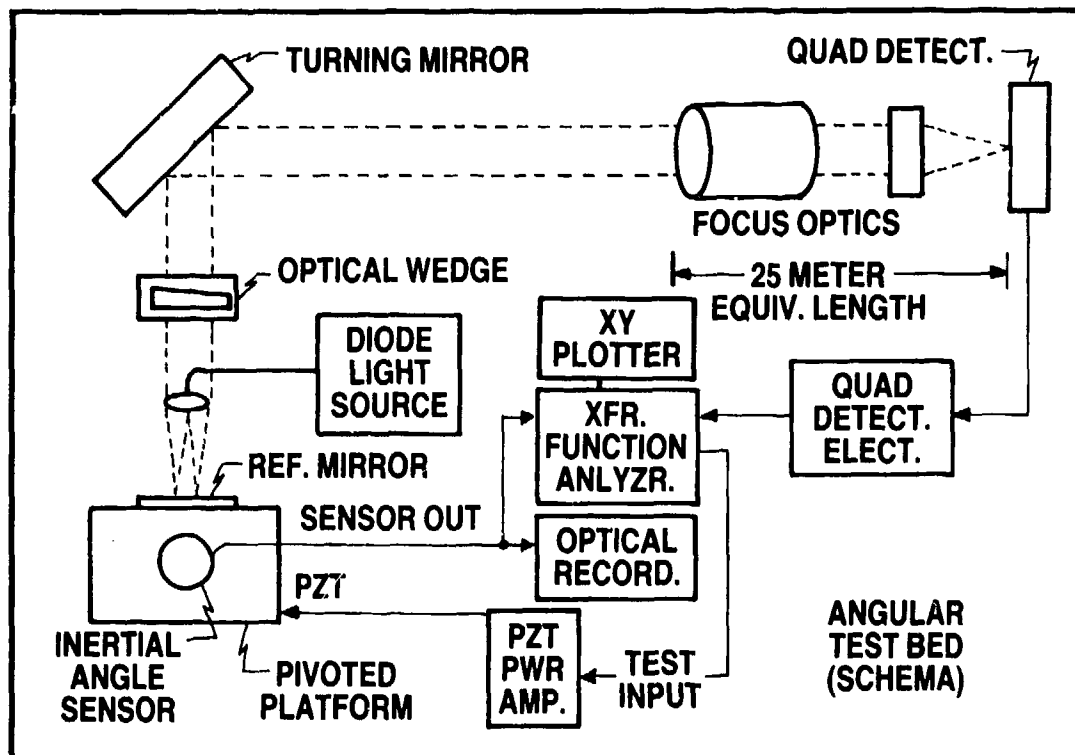 TURNING MIRROR
QUAD DETECT.
FOCUS OPTICS
OPTICAL WEDGE
25 METER
EQUIV. LENGTH
DIODE
LIGHT
SOURCE
XY
PLOTTER
XFR.
FUNCTION
ANLYZR.
QUAD
DETECT.
ELECT.
REF. MIRROR
SENSOR OUT
OPTICAL
RECORD.
PZT
INERTIAL
ANGLE
SENSOR
PIVOTED
PLATFORM
PZT
PWR
AMP.
TEST
INPUT
ANGULAR
TEST BED
(SCHEMA)